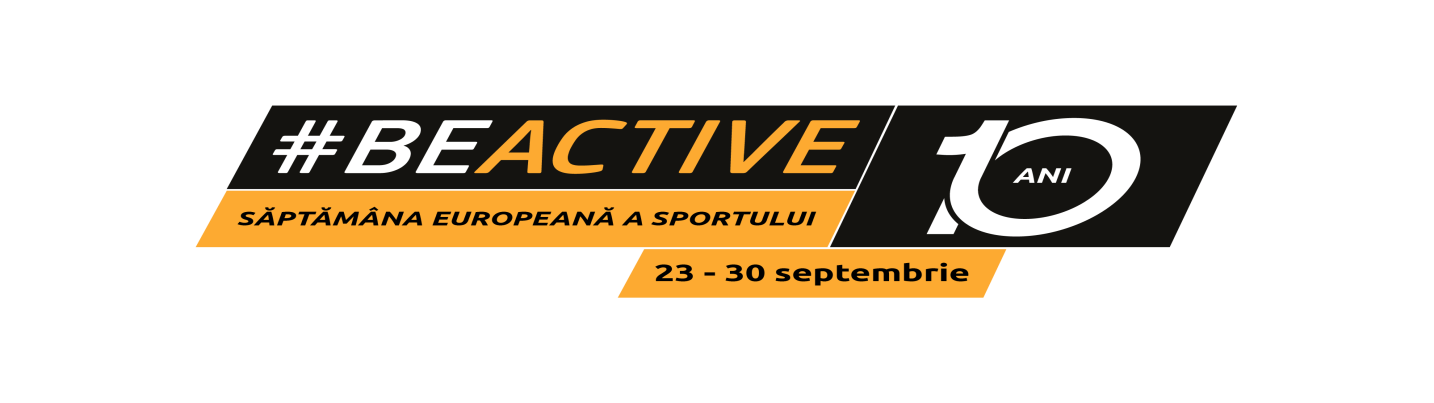 #BEACTIVE
SĂPTĂMÂNA EUROPEANĂ A SPORTULUI
10
ANI
23 - 30 septembrie